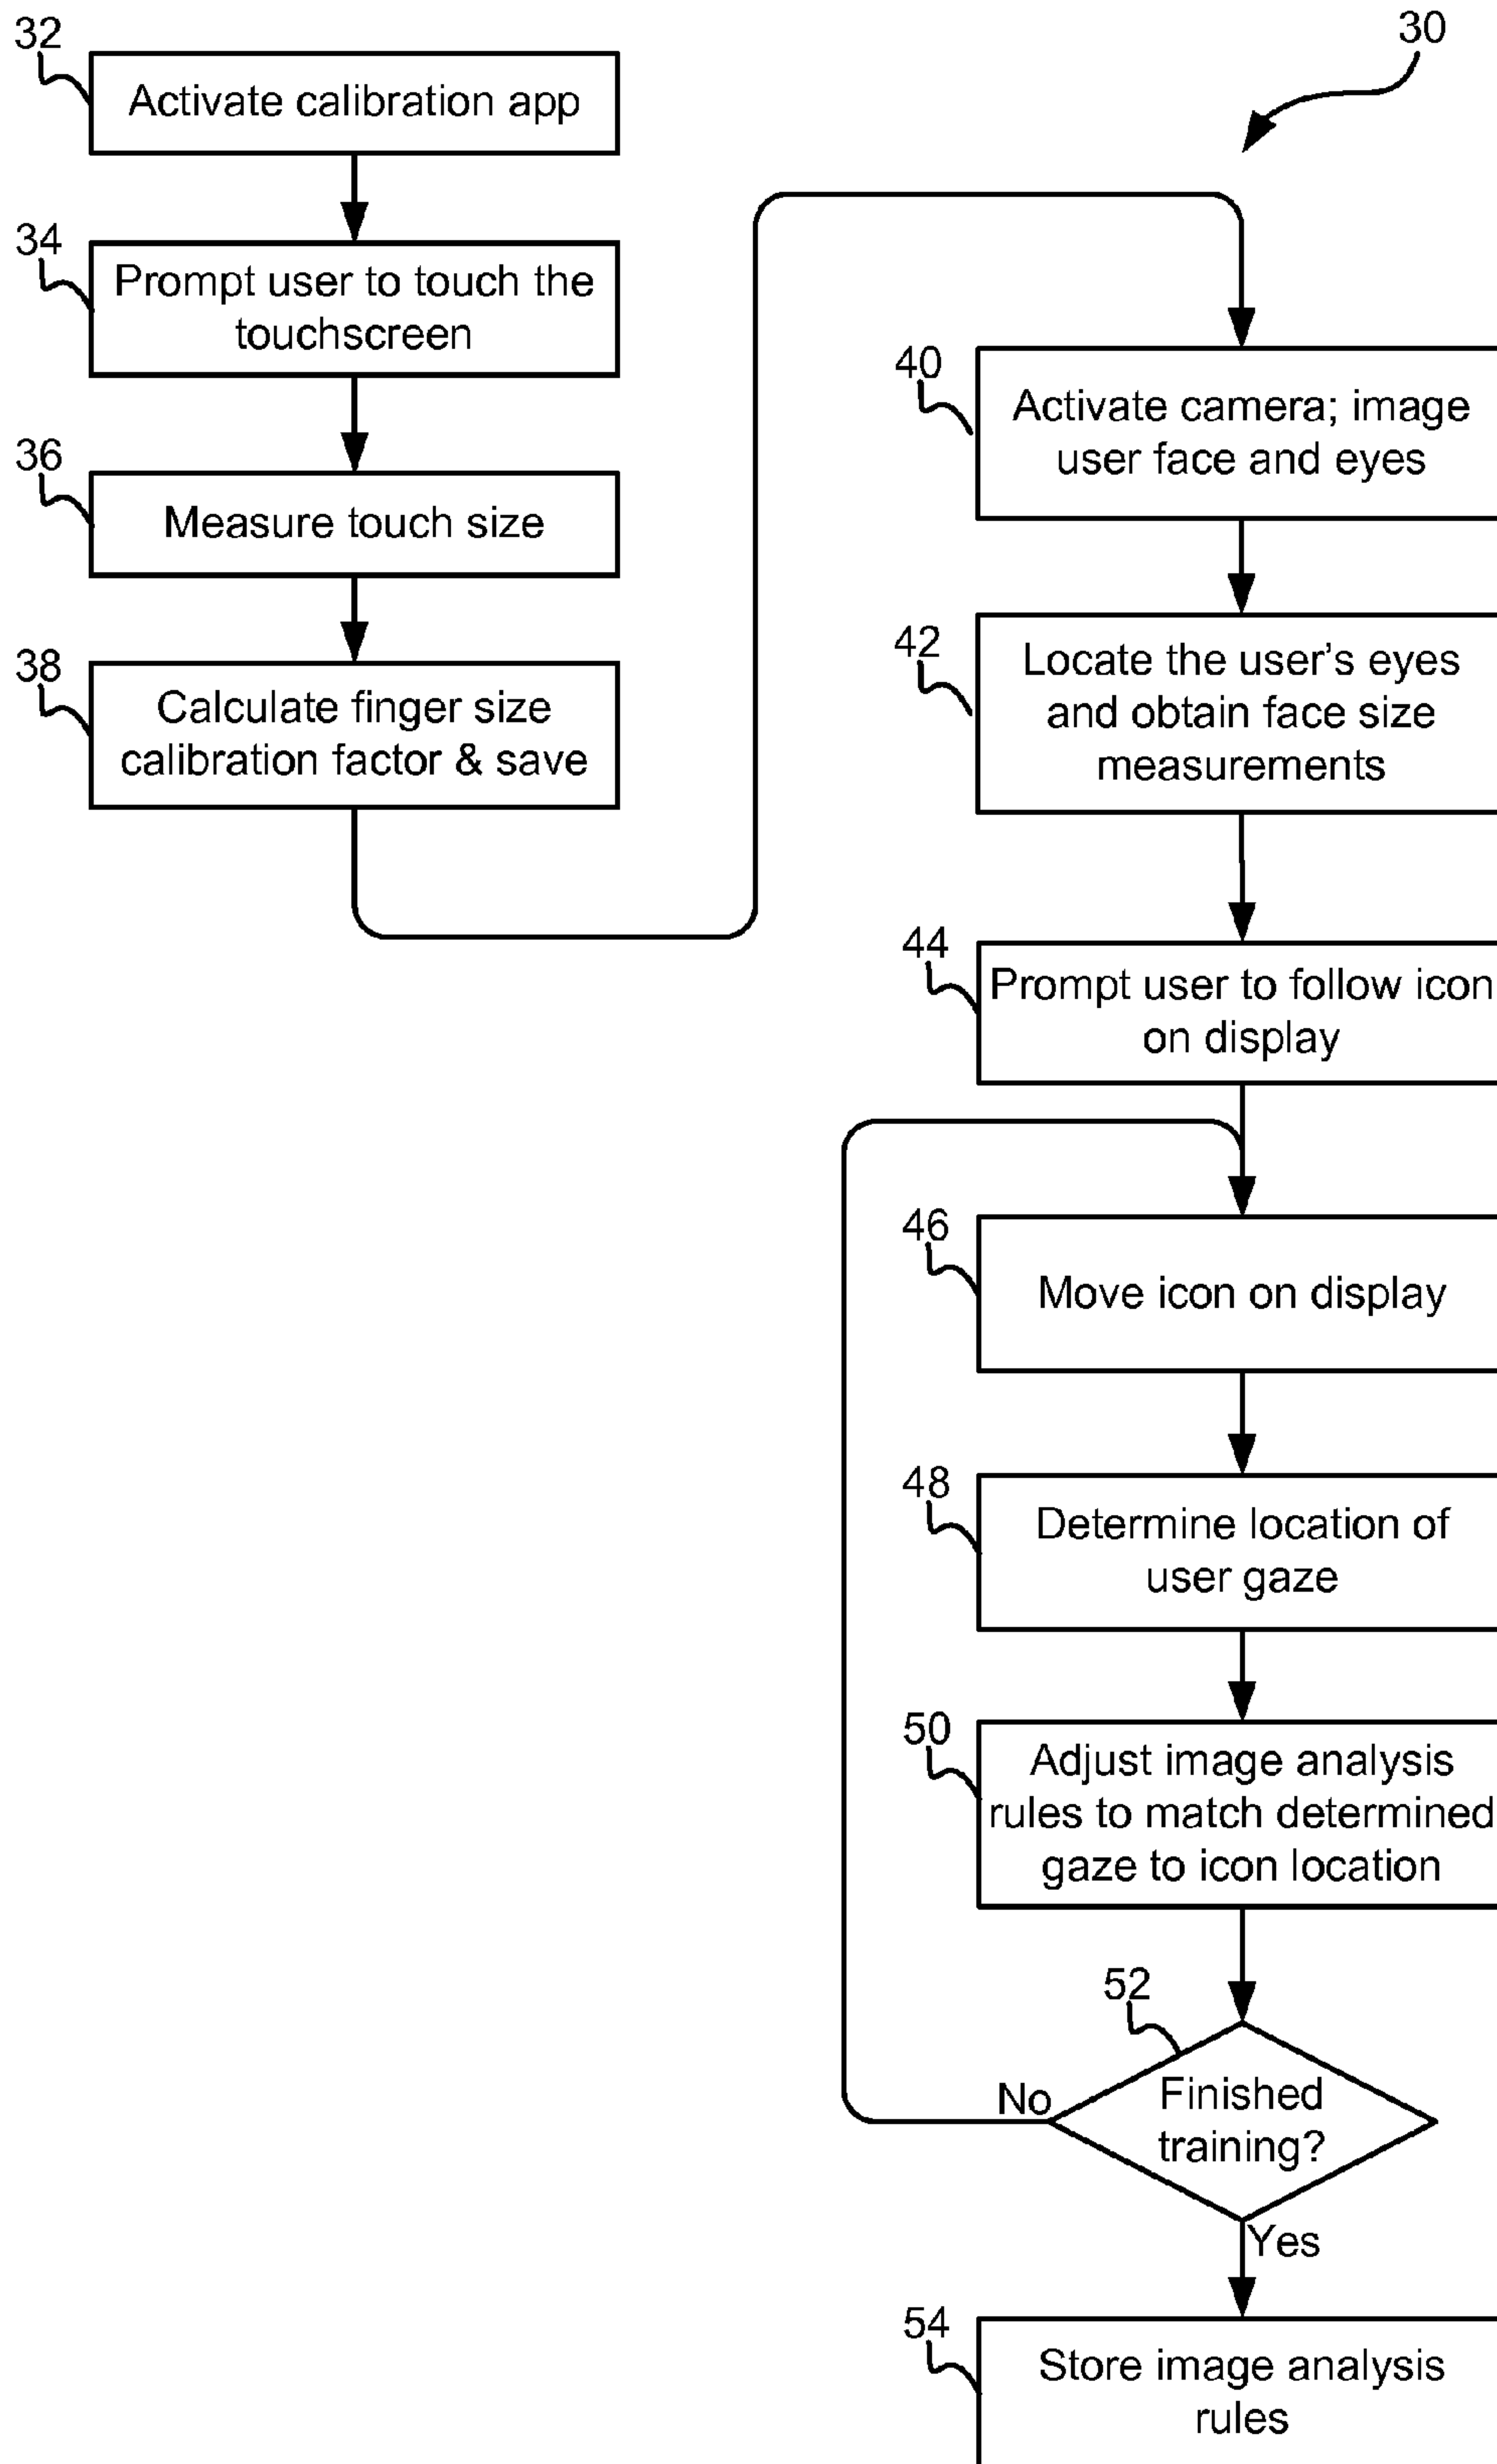 32
Activate calibration app
34
Prompt user to touch the
touchscreen
36
Measure touch size
38
Calculate finger size
calibration factor & save
30
40
Activate camera; image
user face and eyes
42
Locate the user's eyes
and obtain face size
measurements
44
Prompt user to follow icon
on display
46
Move icon on display
48
Determine location of
user gaze
50
Adjust image analysis
rules to match determined
gaze to icon location
52
Finished
training?
No
Yes
54
Store image analysis
rules